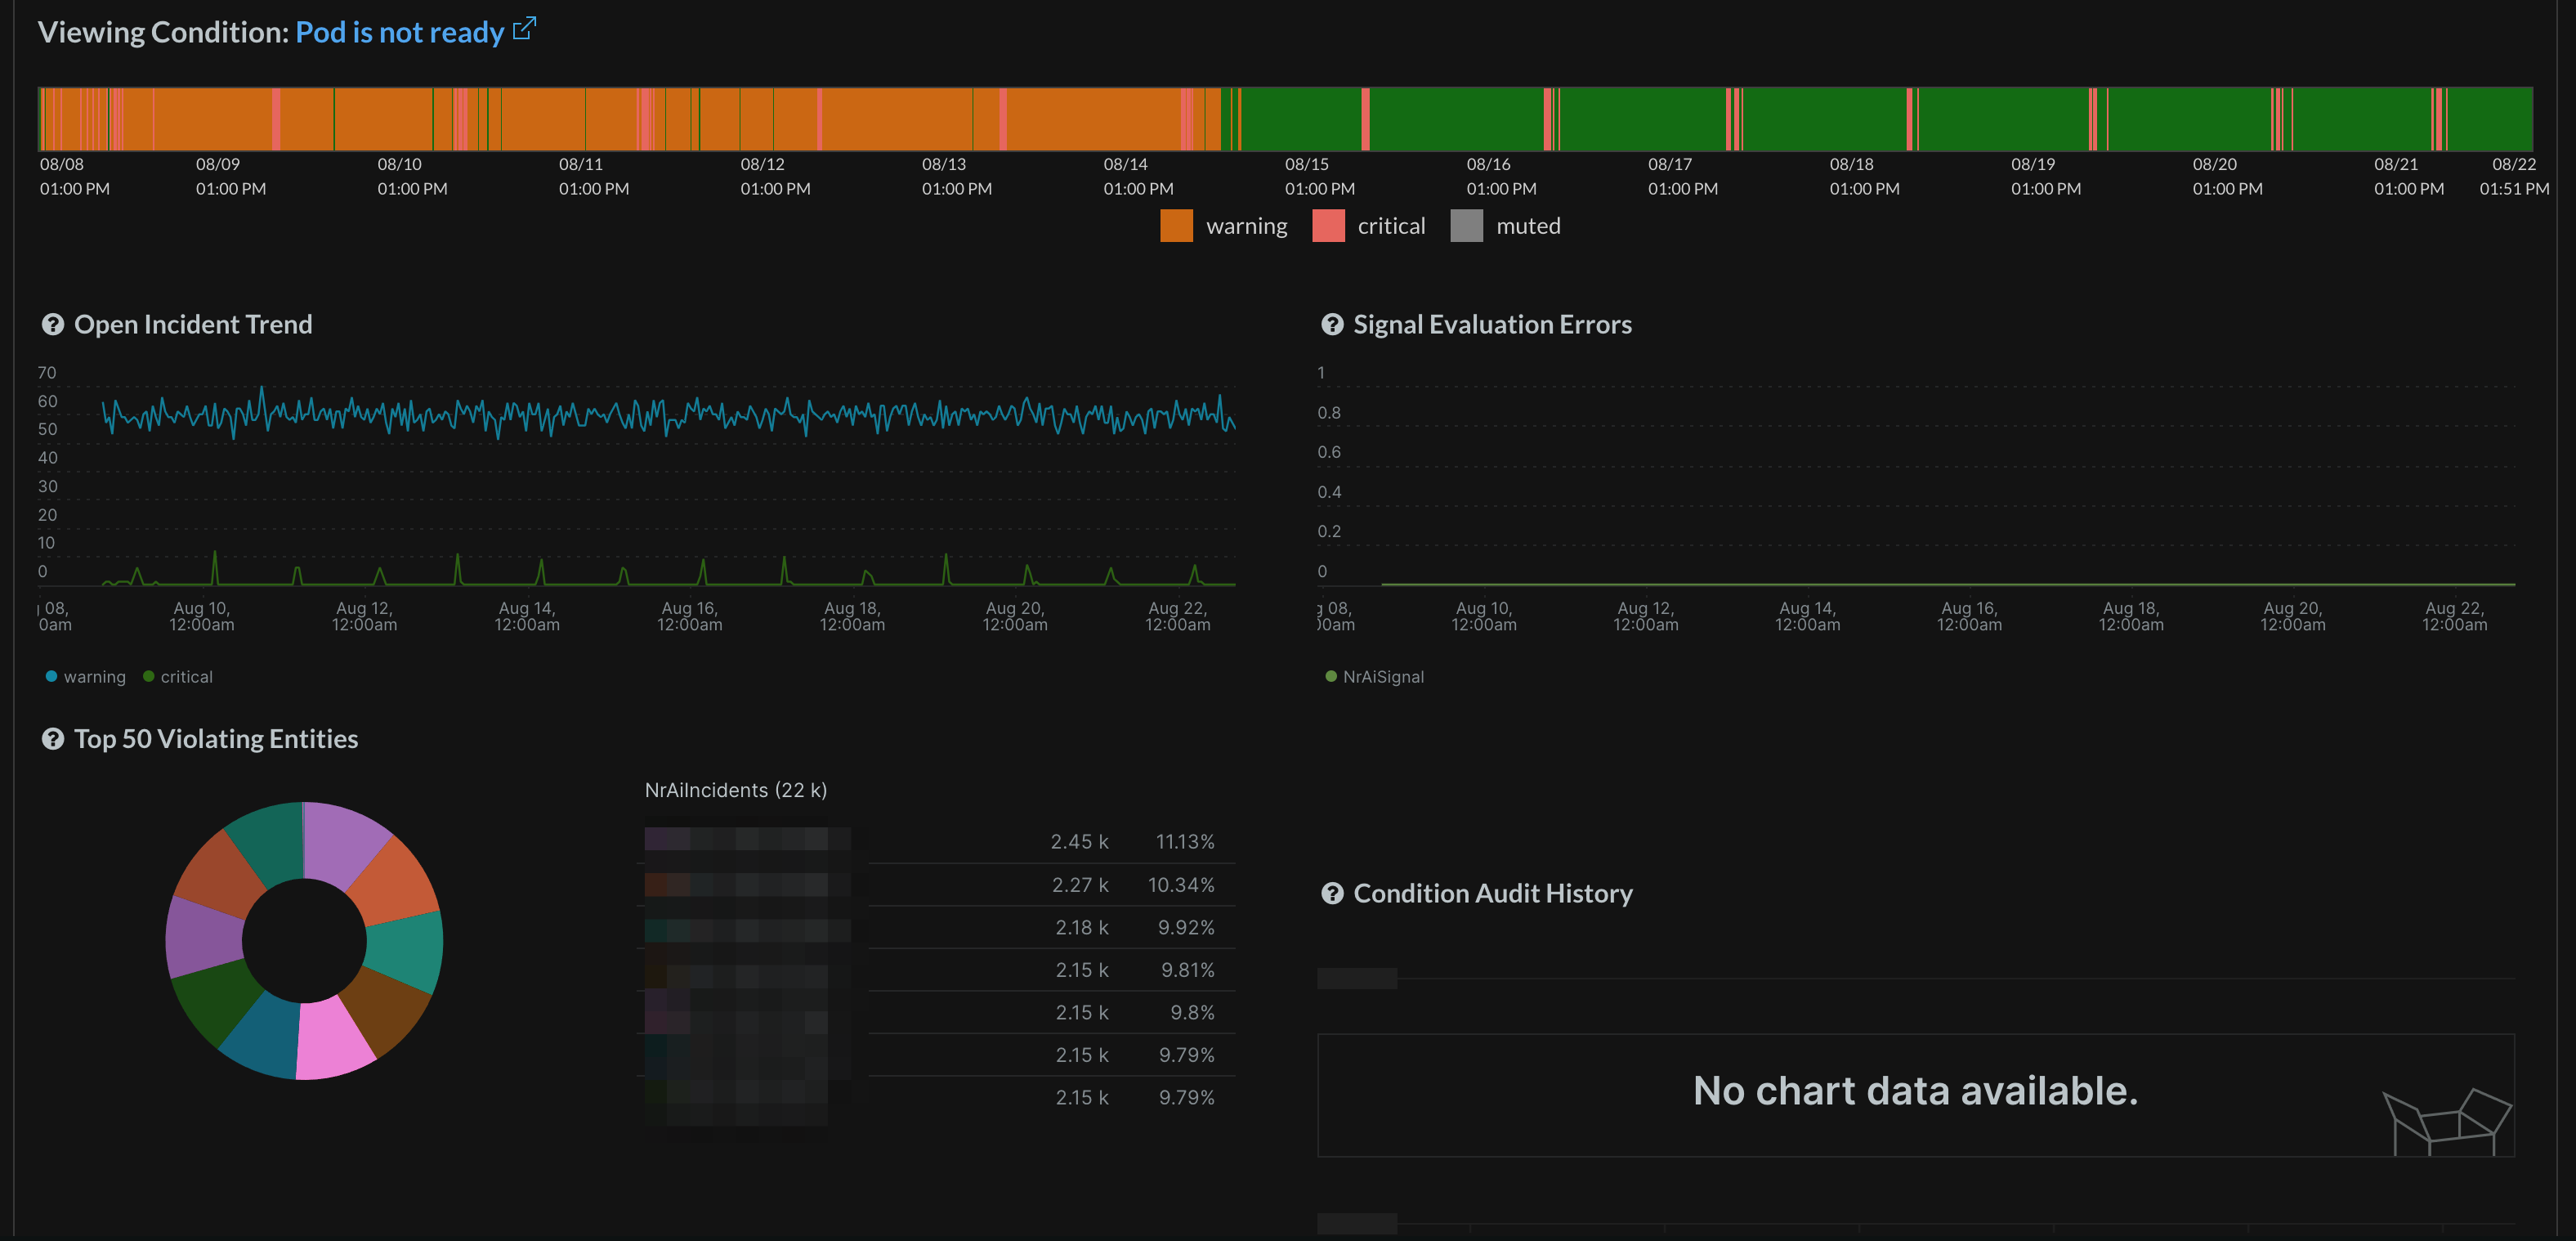 Viewing Condition: Pod is not ready
08/08 08/09 08/10 08/11 08/12 08/13 08/14 08/15 08/16 08/17 08/18 08/19 08/20 08/21 08/22
01:00 PM 01:00 PM 01:00 PM 01:00 PM 01:00 PM 01:00 PM 01:00 PM 01:00 PM 01:00 PM 01:00 PM 01:00 PM 01:00 PM 01:00 PM 01:00 PM 01:51 PM
warning critical muted
Open Incident Trend
70
60
50
40
30
20
10
0
08, Aug 10, Aug 12, Aug 14, Aug 16, Aug 18, Aug 20, Aug 22,
0am 12:00am 12:00am 12:00am 12:00am 12:00am 12:00am 12:00am
warning critical
Signal Evaluation Errors
1
0.8
0.6
0.4
0.2
0
08, Aug 10, Aug 12, Aug 14, Aug 16, Aug 18, Aug 20, Aug 22,
00am 12:00am 12:00am 12:00am 12:00am 12:00am 12:00am 12:00am
NrAiSignal
Top 50 Violating Entities
NrAiIncidents (22 k)
2.45 k 11.13%
2.27 k 10.34%
2.18 k 9.92%
2.15 k 9.81%
2.15 k 9.8%
2.15 k 9.79%
2.15 k 9.79%
Condition Audit History
No chart data available.